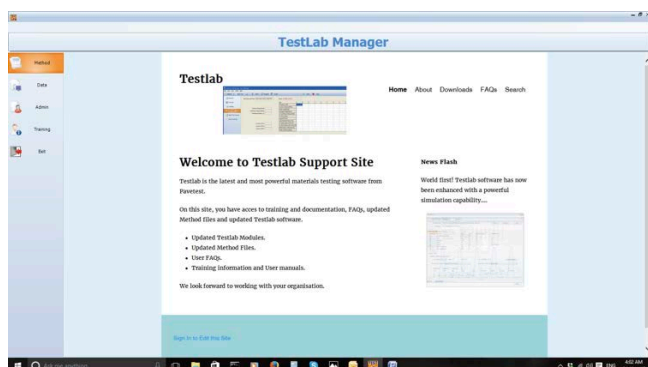 TestLab Manager
Method
Data
Admin
Training
Exit
Testlab
Home About Downloads FAQs Search
Welcome to Testlab Support Site
Testlab is the latest and most powerful materials testing software from
Pavetest.
On this site, you have acces to training and documentation, FAQs, updated
Method files and updated Testlab software.
Updated Testlab Modules.
Updated Method Files.
User FAQs.
Training information and User manuals.
We look forward to working with your organisation.
News Flash
World first! Testlab software has now
been enhanced with a powerful
simulation capability....
Sign In to Edit this Site
Ask me anything
ENG
4:02 AM